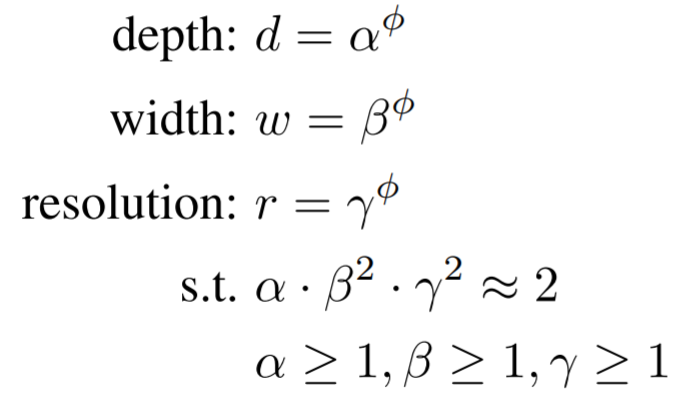 depth: d = α^ϕ
width: w = β^ϕ
resolution: r = γ^ϕ
s.t. α · β² · γ² ≈ 2
α ≥ 1, β ≥ 1, γ ≥ 1